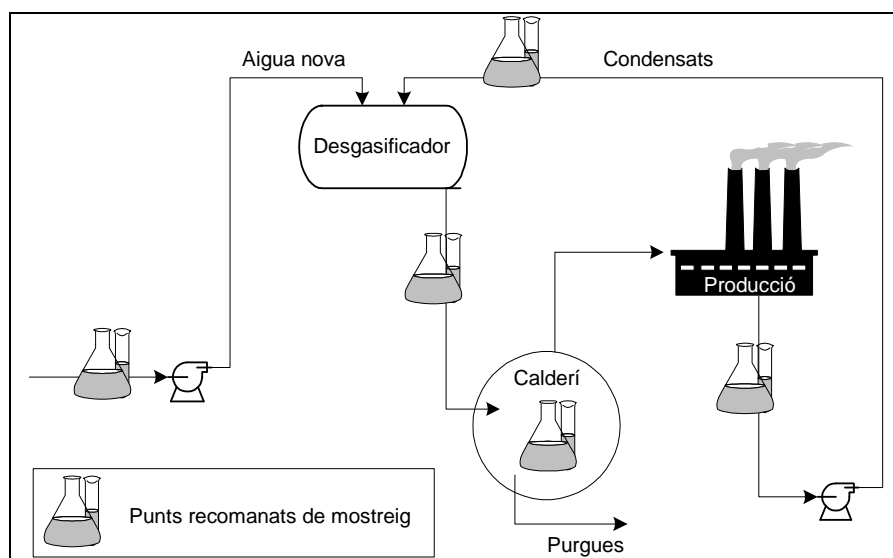 Aigua nova
Condensats
Desgasificador
Producció
Calderí
Punts recomanats de mostreig
Purgues